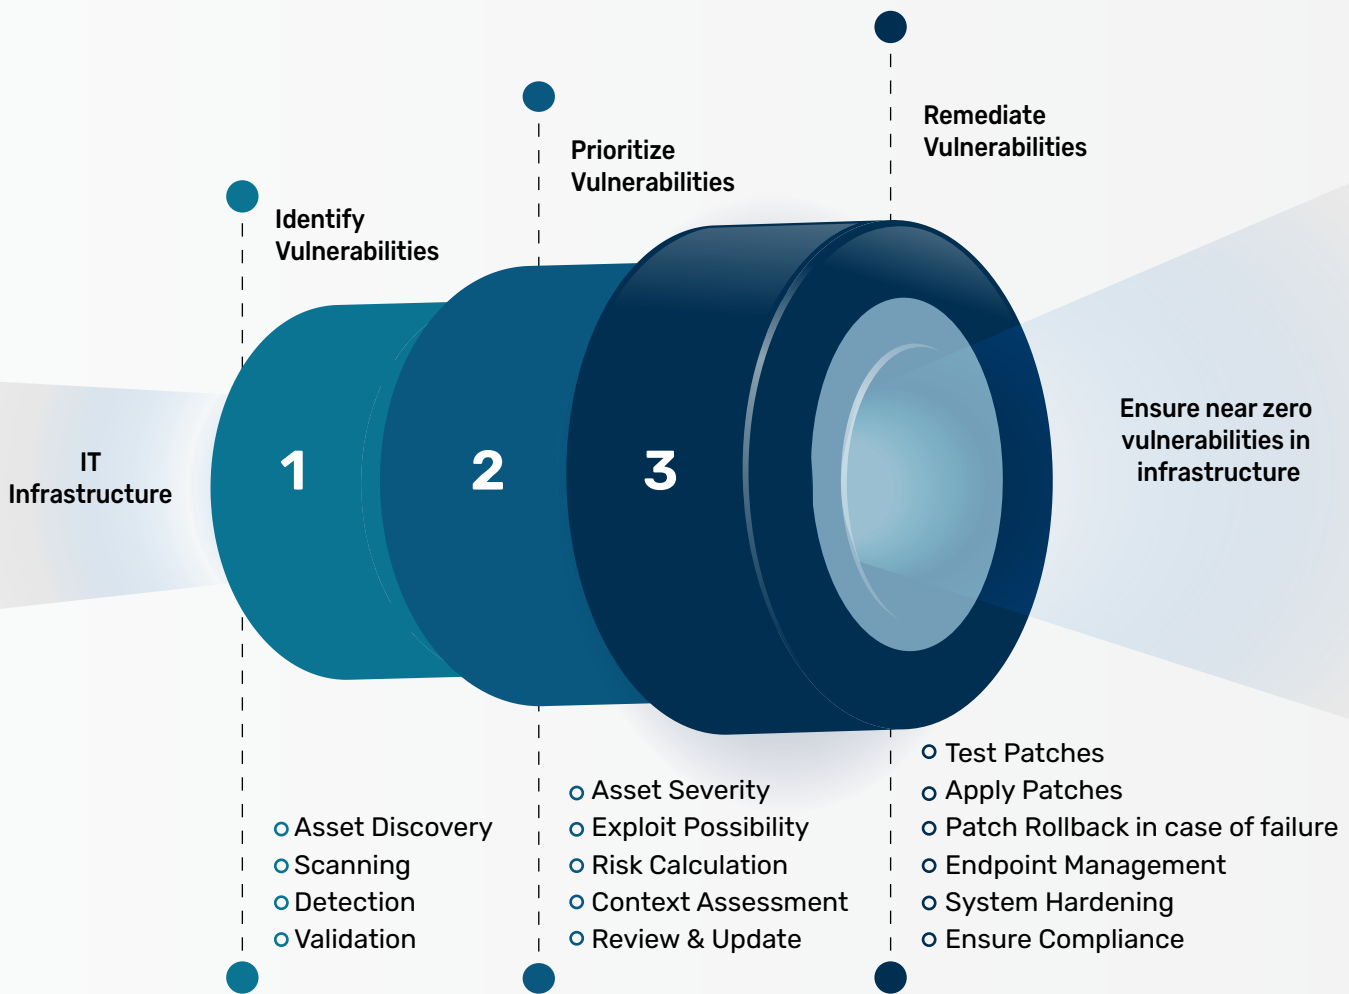 Remediate
Vulnerabilities
Prioritize
Vulnerabilities
Identify
Vulnerabilities
IT
Infrastructure
1
2
3
Ensure near zero
vulnerabilities in
infrastructure
Asset Discovery
Scanning
Detection
Validation
Asset Severity
Exploit Possibility
Risk Calculation
Context Assessment
Review & Update
Test Patches
Apply Patches
Patch Rollback in case of failure
Endpoint Management
System Hardening
Ensure Compliance